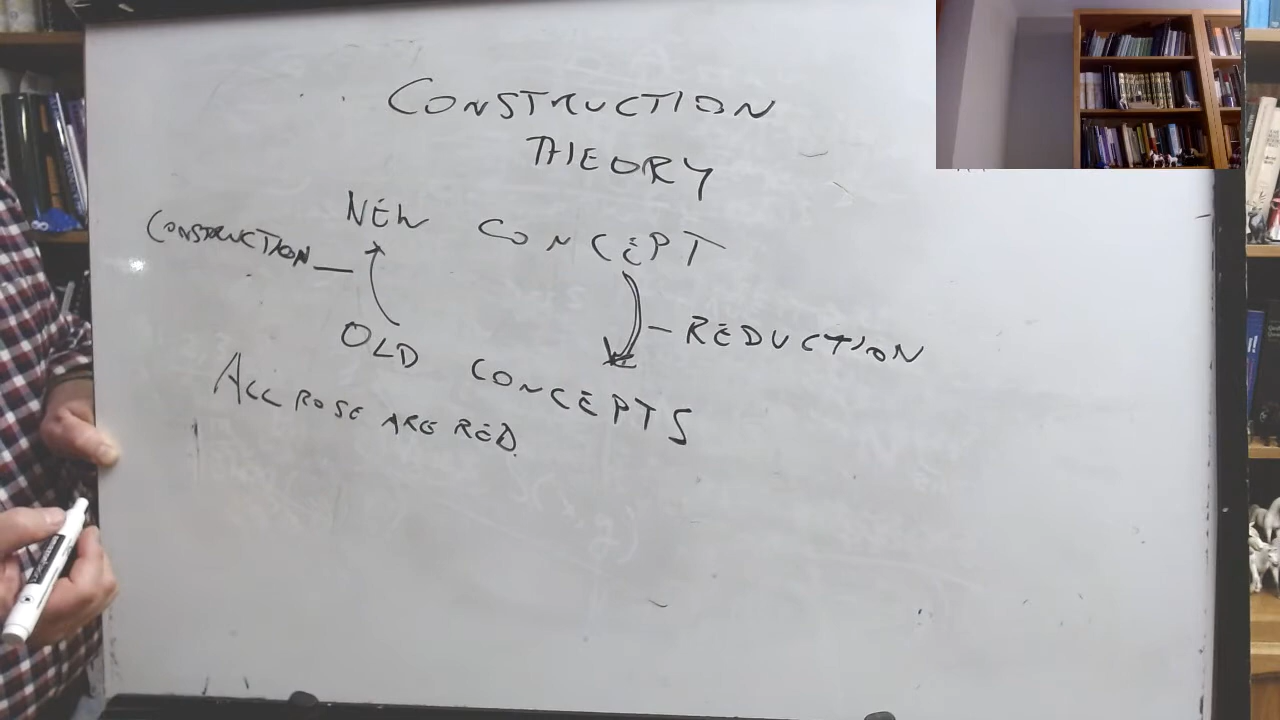 CONSTRUCTION
THEORY
NEW CONCEPT
CONSTRUCTION
REDUCTION
OLD CONCEPTS
ALL ROSE ARE RED.